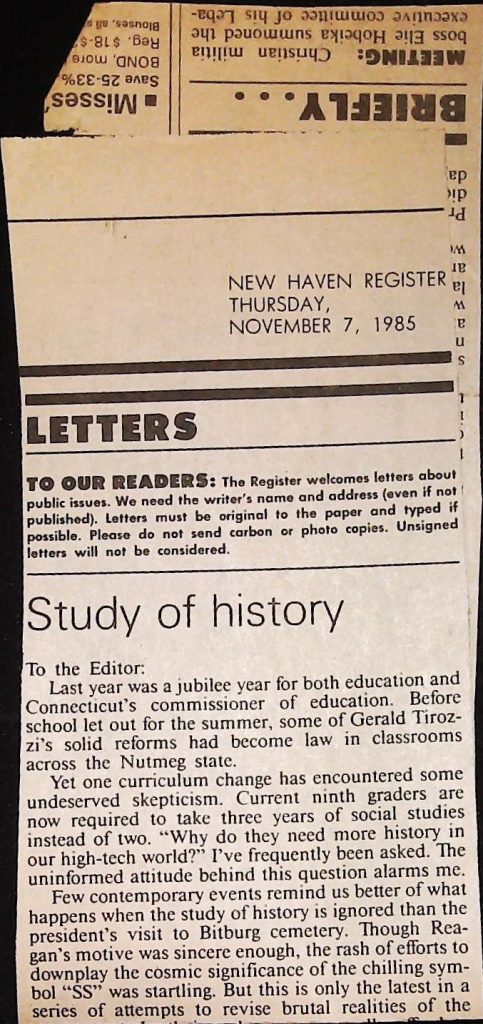 MEETING: Christian militia
boss Elie Hobeika summoned the
executive committee of his Leba-
BRIEFLY...
■ Misses'
Save 25-33%
BOND, more
Reg. $18-$
Blouses, all
NEW HAVEN REGISTER
THURSDAY,
NOVEMBER 7, 1985
LETTERS
TO OUR READERS: The Register welcomes letters about
public issues. We need the writer's name and address (even if not
published). Letters must be original to the paper and typed if
possible. Please do not send carbon or photo copies. Unsigned
letters will not be considered.
Study of history
To the Editor:
Last year was a jubilee year for both education and
Connecticut's commissioner of education. Before
school let out for the summer, some of Gerald Tiroz-
zi's solid reforms had become law in classrooms
across the Nutmeg state.
Yet one curriculum change has encountered some
undeserved skepticism. Current ninth graders are
now required to take three years of social studies
instead of two. "Why do they need more history in
our high-tech world?" I've frequently been asked. The
uninformed attitude behind this question alarms me.
Few contemporary events remind us better of what
happens when the study of history is ignored than the
president's visit to Bitburg cemetery. Though Rea-
gan's motive was sincere enough, the rash of efforts to
downplay the cosmic significance of the chilling sym-
bol "SS" was startling. But this is only the latest in a
series of attempts to revise brutal realities of the